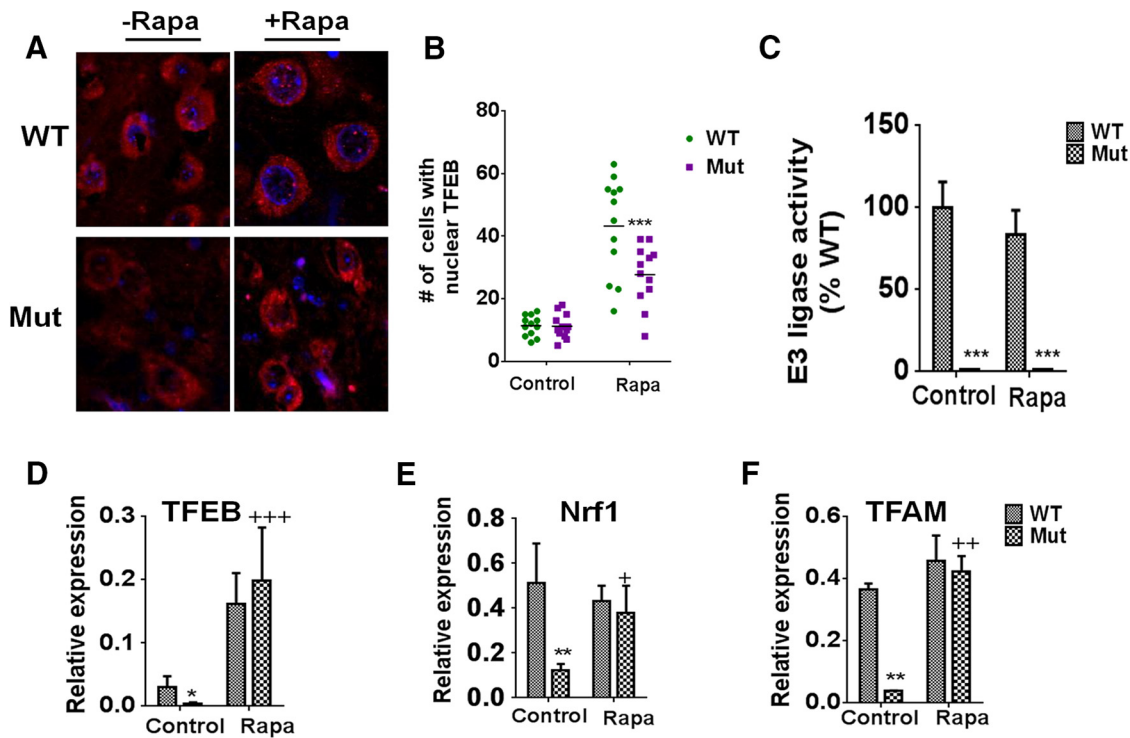 -Rapa +Rapa
A
WT
Mut
B
# of cells with
nuclear TFEB
80
60
40
20
0
***
WT
Mut
Control Rapa
C
E3 ligase activity
(% WT)
150
100
50
0
*** ***
WT
Mut
Control Rapa
D
TFEB +++
Relative expression
0.3
0.2
0.1
0.0
*
Control Rapa
E
Nrf1
Relative expression
0.8
0.6
0.4
0.2
0.0
**
+
Control Rapa
F
TFAM
Relative expression
0.6
0.4
0.2
0.0
**
++
WT
Mut
Control Rapa